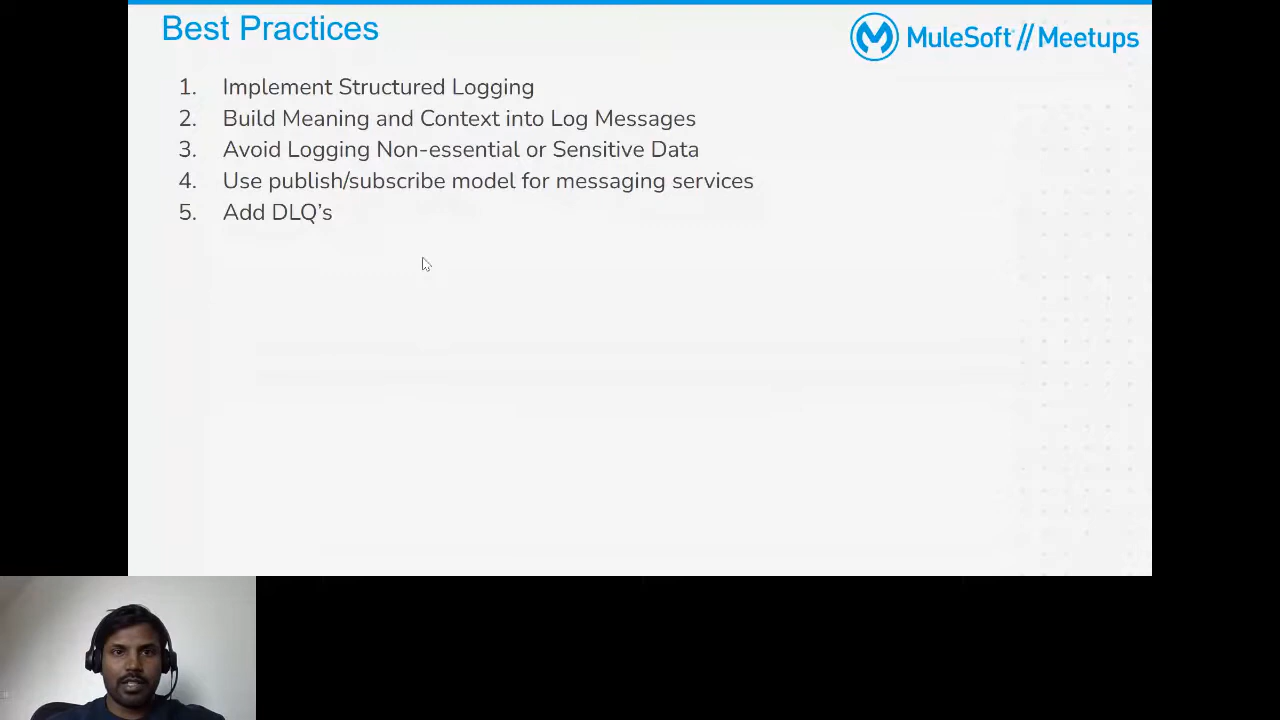 Best Practices
MuleSoft // Meetups
1. Implement Structured Logging
2. Build Meaning and Context into Log Messages
3. Avoid Logging Non-essential or Sensitive Data
4. Use publish/subscribe model for messaging services
5. Add DLQ’s